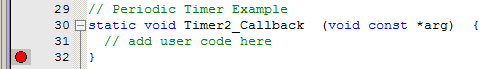 29 // Periodic Timer Example
30 static void Timer2_Callback  (void const *arg)  {
31   // add user code here
32 }